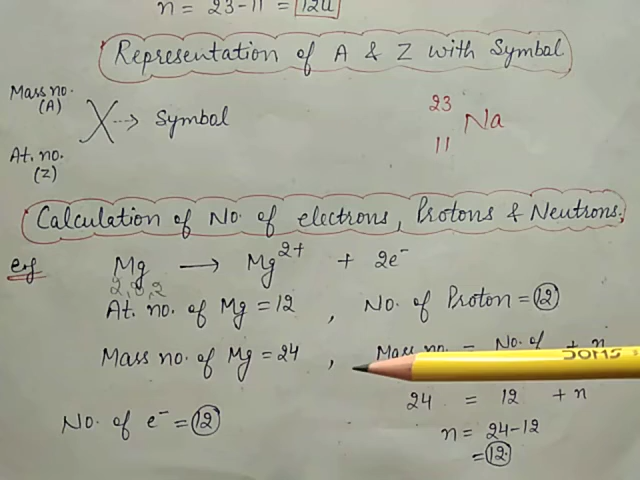 n = 23-11 = 12u
Representation of A & Z with Symbol
Mass no. (A)
X --> Symbol
At. no. (Z)
23
11 Na
Calculation of No. of electrons, Protons & Neutrons.
eg Mg → Mg2+ + 2e-
2,8,2
At. no. of Mg = 12 , No. of Proton = 12
Mass no. of Mg = 24 , Mass no = No. of + n
DOMS
24 = 12 + n
No. of e- = 12
n = 24-12
= 12